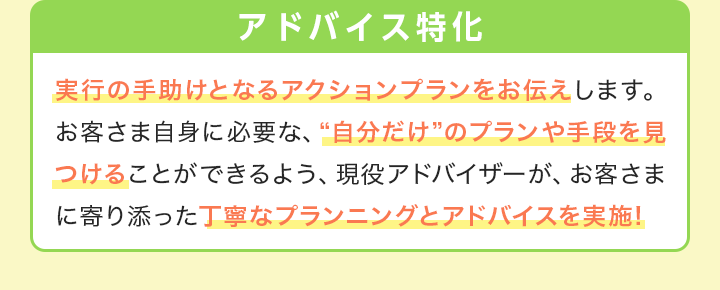 アドバイス特化
実行の手助けとなるアクションプランをお伝えします。
お客さま自身に必要な、“自分だけ”のプランや手段を見
つけることができるよう、現役アドバイザーが、お客さま
に寄り添った丁寧なプランニングとアドバイスを実施！